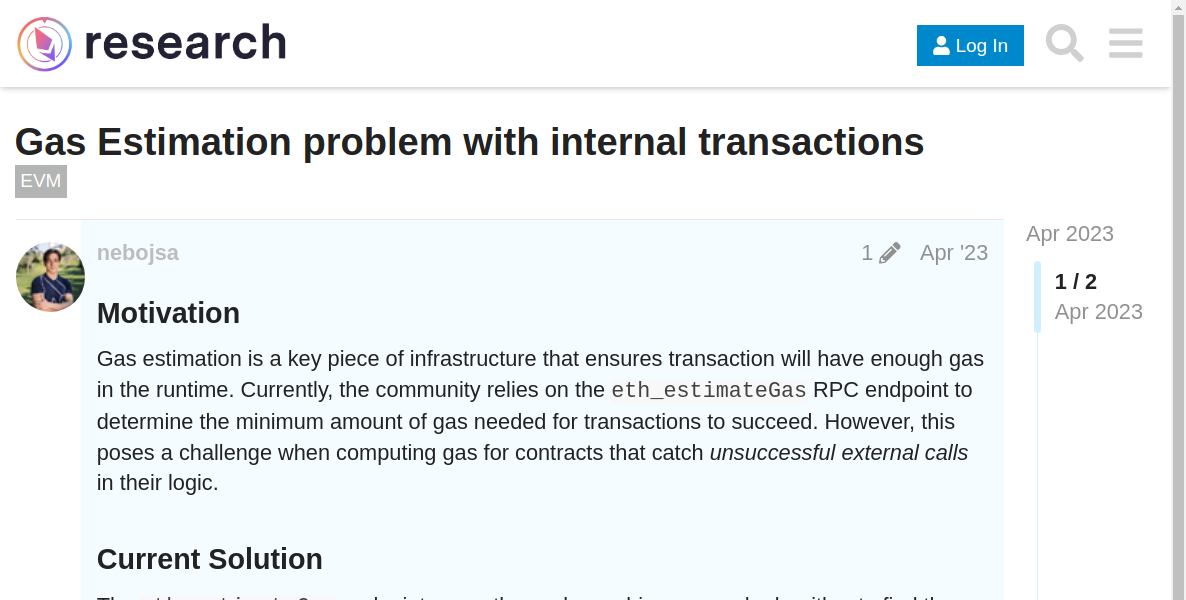 research
Log In
Gas Estimation problem with internal transactions
EVM
nebojsa
1
Apr '23
Apr 2023
1 / 2
Apr 2023
Motivation
Gas estimation is a key piece of infrastructure that ensures transaction will have enough gas
in the runtime. Currently, the community relies on the eth_estimateGas RPC endpoint to
determine the minimum amount of gas needed for transactions to succeed. However, this
poses a challenge when computing gas for contracts that catch unsuccessful external calls
in their logic.
Current Solution